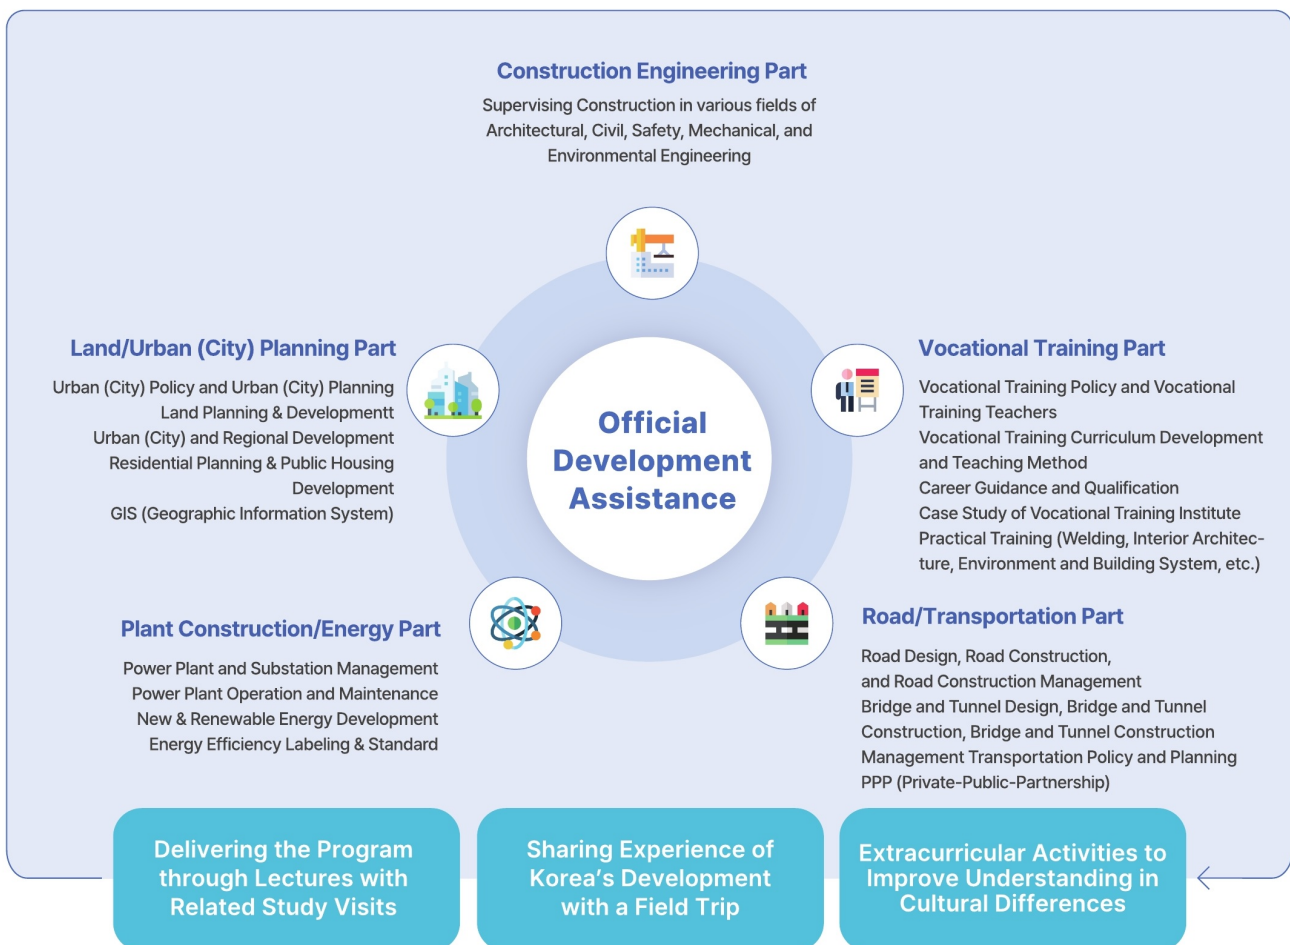 Construction Engineering Part
Supervising Construction in various fields of
Architectural, Civil, Safety, Mechanical, and
Environmental Engineering
Land/Urban (City) Planning Part
Urban (City) Policy and Urban (City) Planning
Land Planning & Developmentt
Urban (City) and Regional Development
Residential Planning & Public Housing
Development
GIS (Geographic Information System)
Official
Development
Assistance
Vocational Training Part
Vocational Training Policy and Vocational
Training Teachers
Vocational Training Curriculum Development
and Teaching Method
Career Guidance and Qualification
Case Study of Vocational Training Institute
Practical Training (Welding, Interior Architec-
ture, Environment and Building System, etc.)
Plant Construction/Energy Part
Power Plant and Substation Management
Power Plant Operation and Maintenance
New & Renewable Energy Development
Energy Efficiency Labeling & Standard
Road/Transportation Part
Road Design, Road Construction,
and Road Construction Management
Bridge and Tunnel Design, Bridge and Tunnel
Construction, Bridge and Tunnel Construction
Management Transportation Policy and Planning
PPP (Private-Public-Partnership)
Delivering the Program
through Lectures with
Related Study Visits
Sharing Experience of
Korea's Development
with a Field Trip
Extracurricular Activities to
Improve Understanding in
Cultural Differences